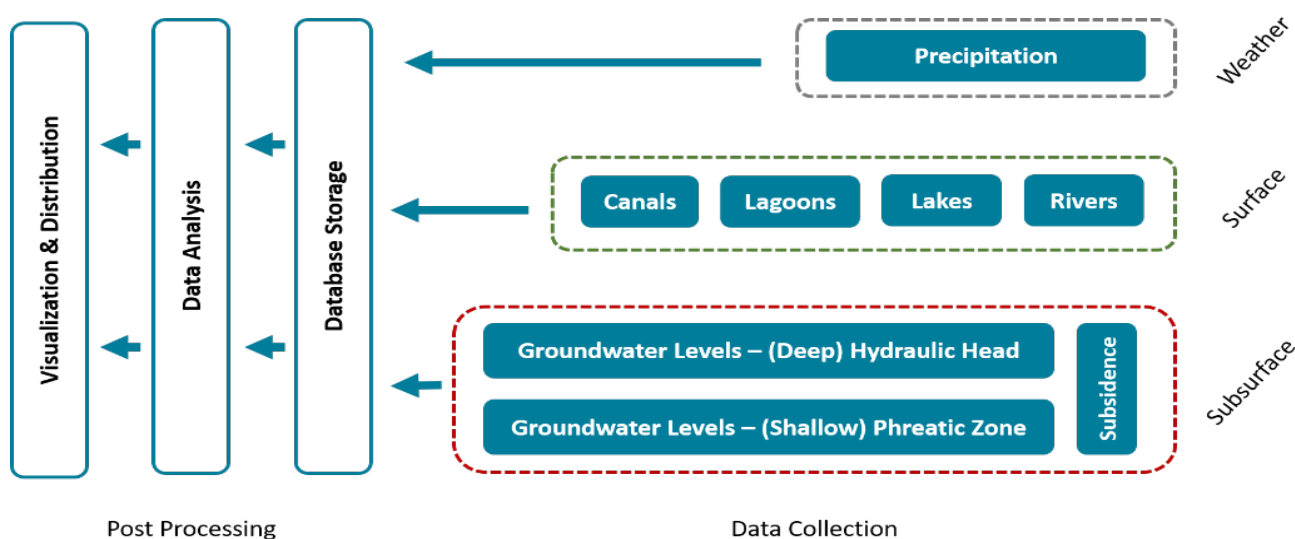 Visualization & Distribution
Data Analysis
Database Storage
Precipitation
Weather
Canals
Lagoons
Lakes
Rivers
Surface
Groundwater Levels – (Deep) Hydraulic Head
Groundwater Levels – (Shallow) Phreatic Zone
Subsidence
Subsurface
Post Processing
Data Collection